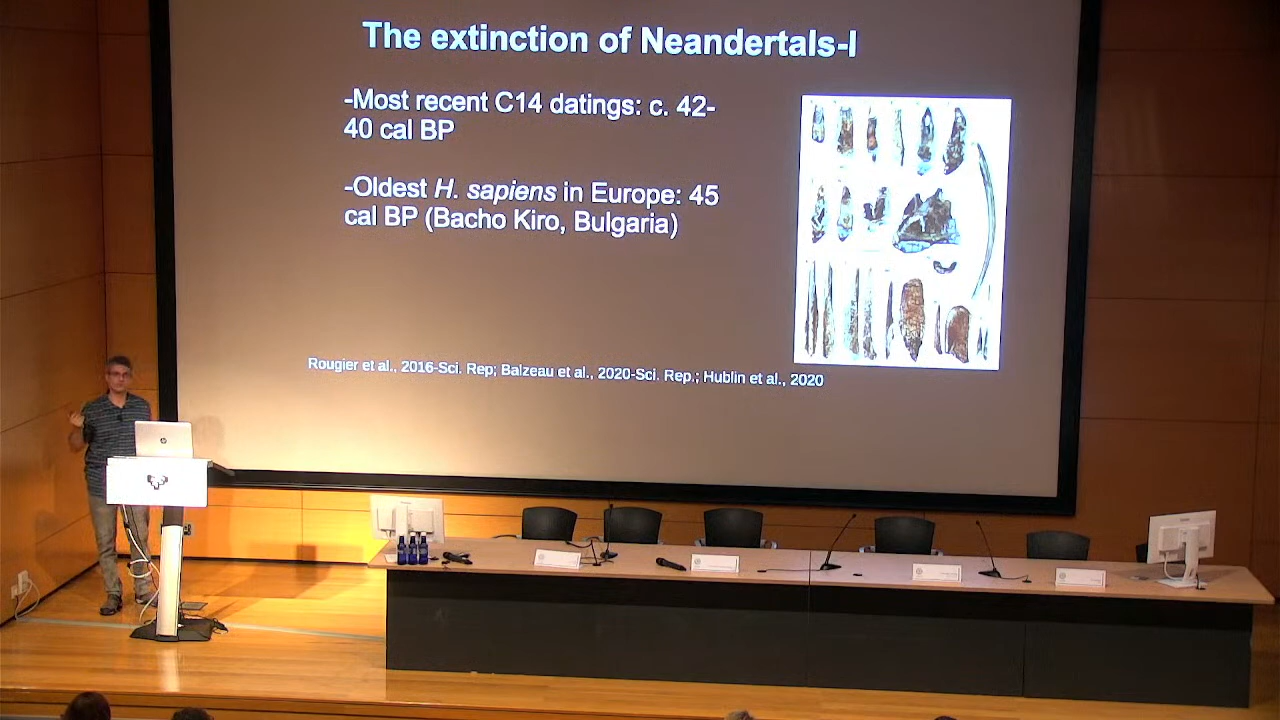 The extinction of Neandertals-I
-Most recent C14 datings: c. 42-
40 cal BP
-Oldest H. sapiens in Europe: 45
cal BP (Bacho Kiro, Bulgaria)
Rougier et al., 2016-Sci. Rep; Balzeau et al., 2020-Sci. Rep.; Hublin et al., 2020